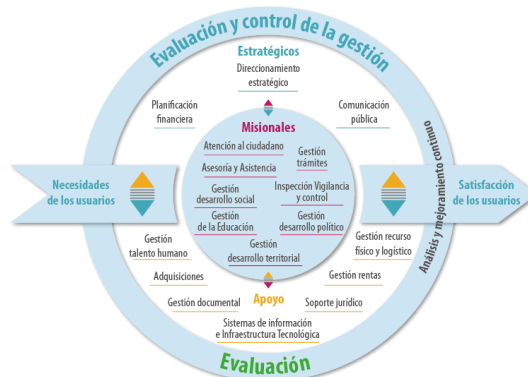 Evaluación y control de la gestión
Estratégicos
Direccionamiento
estratégico
Planificación
financiera
Comunicación
pública
Misionales
Atención al ciudadano
Gestión
trámites
Asesoría y Asistencia
Gestión
desarrollo social
Inspección Vigilancia
y control
Gestión
de la Educación
Gestión
desarrollo político
Gestión
desarrollo territorial
Necesidades
de los usuarios
Satisfacción
de los usuarios
Análisis y mejoramiento continuo
Gestión
talento humano
Gestión recurso
físico y logístico
Adquisiciones
Apoyo
Gestión rentas
Gestión documental
Soporte jurídico
Sistemas de información
e Infraestructura Tecnológica
Evaluación